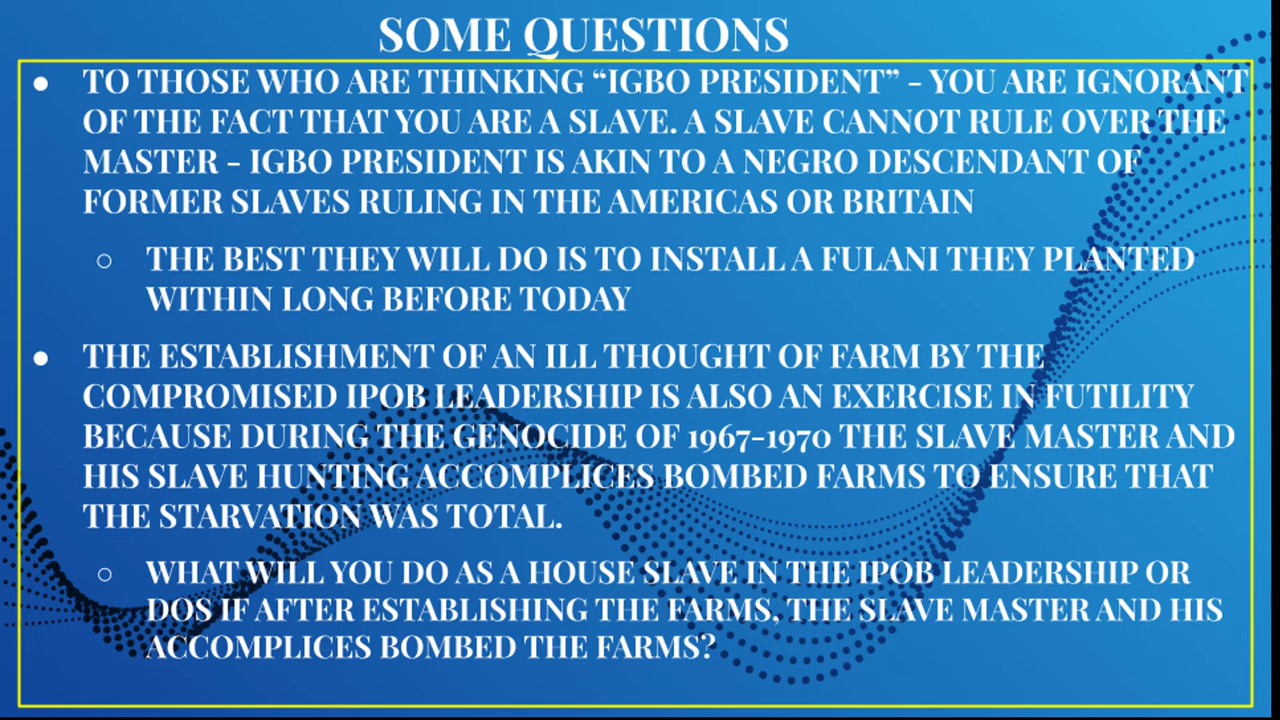 SOME QUESTIONS
● TO THOSE WHO ARE THINKING “IGBO PRESIDENT” – YOU ARE IGNORANT
OF THE FACT THAT YOU ARE A SLAVE. A SLAVE CANNOT RULE OVER THE
MASTER – IGBO PRESIDENT IS AKIN TO A NEGRO DESCENDANT OF
FORMER SLAVES RULING IN THE AMERICAS OR BRITAIN
○ THE BEST THEY WILL DO IS TO INSTALL A FULANI THEY PLANTED
WITHIN LONG BEFORE TODAY
● THE ESTABLISHMENT OF AN ILL THOUGHT OF FARM BY THE
COMPROMISED IPOB LEADERSHIP IS ALSO AN EXERCISE IN FUTILITY
BECAUSE DURING THE GENOCIDE OF 1967-1970 THE SLAVE MASTER AND
HIS SLAVE HUNTING ACCOMPLICES BOMBED FARMS TO ENSURE THAT
THE STARVATION WAS TOTAL.
○ WHAT WILL YOU DO AS A HOUSE SLAVE IN THE IPOB LEADERSHIP OR
DOS IF AFTER ESTABLISHING THE FARMS, THE SLAVE MASTER AND HIS
ACCOMPLICES BOMBED THE FARMS?